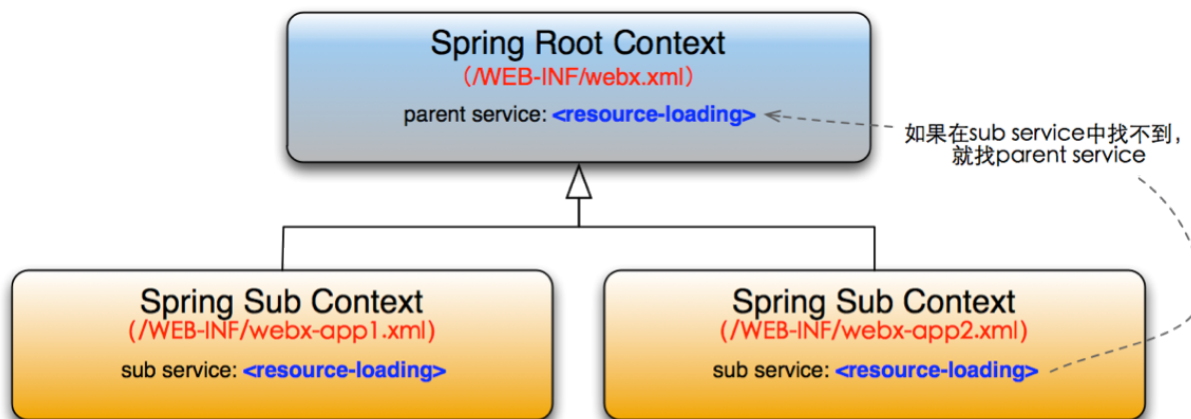 Spring Root Context
(/WEB-INF/webx.xml)
parent service: <resource-loading>
如果在sub service中找不到，
就找parent service
Spring Sub Context
(/WEB-INF/webx-app1.xml)
sub service: <resource-loading>
Spring Sub Context
(/WEB-INF/webx-app2.xml)
sub service: <resource-loading>